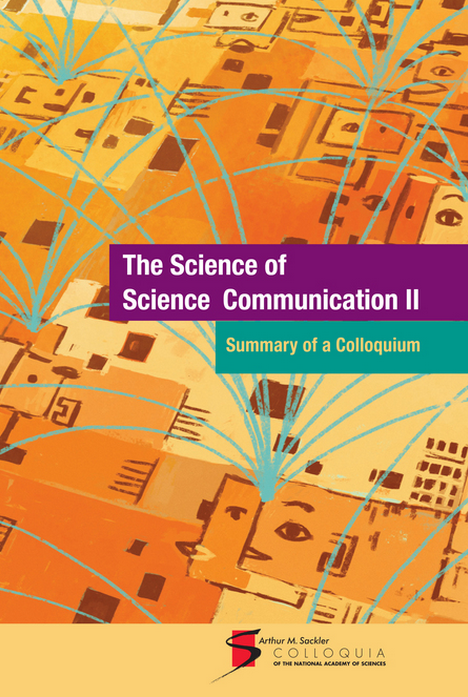 The Science of
Science Communication II
Summary of a Colloquium
Arthur M. Sackler
COLLOQUIA
OF THE NATIONAL ACADEMY OF SCIENCES